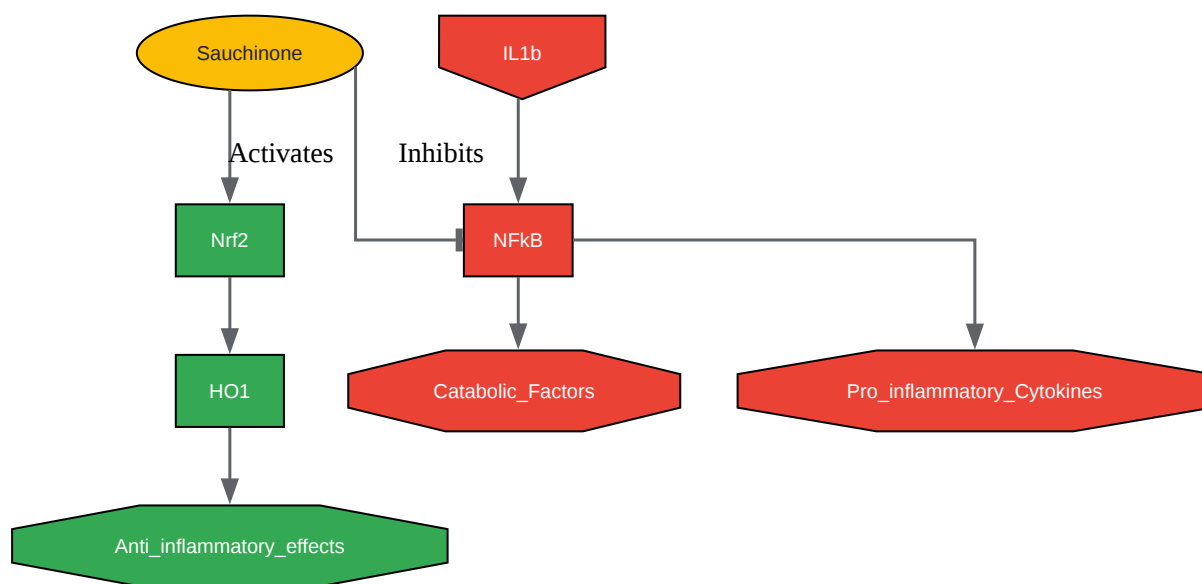 Sauchinone
IL1b
Activates
Inhibits
Nrf2
NFkB
HO1
Catabolic_Factors
Pro_inflammatory_Cytokines
Anti_inflammatory_effects